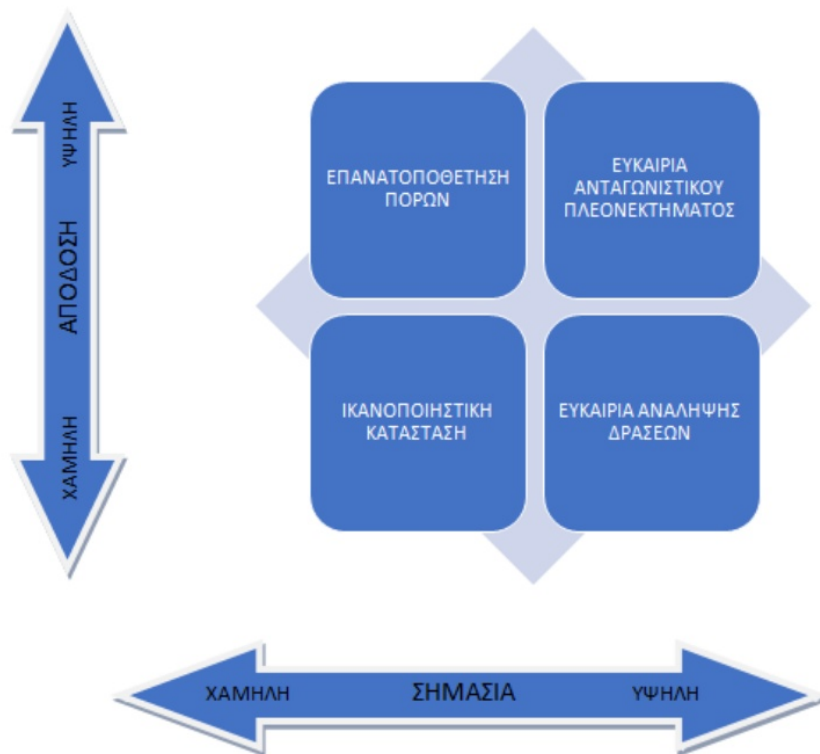 ΥΨΗΛΗ
ΑΠΟΔΟΣΗ
ΧΑΜΗΛΗ
ΕΠΑΝΑΤΟΠΟΘΕΤΗΣΗ
ΠΟΡΩΝ
ΕΥΚΑΙΡΙΑ
ΑΝΤΑΓΩΝΙΣΤΙΚΟΥ
ΠΛΕΟΝΕΚΤΗΜΑΤΟΣ
ΙΚΑΝΟΠΟΙΗΣΤΙΚΗ
ΚΑΤΑΣΤΑΣΗ
ΕΥΚΑΙΡΙΑ ΑΝΑΛΗΨΗΣ
ΔΡΑΣΕΩΝ
ΧΑΜΗΛΗ ΣΗΜΑΣΙΑ ΥΨΗΛΗ